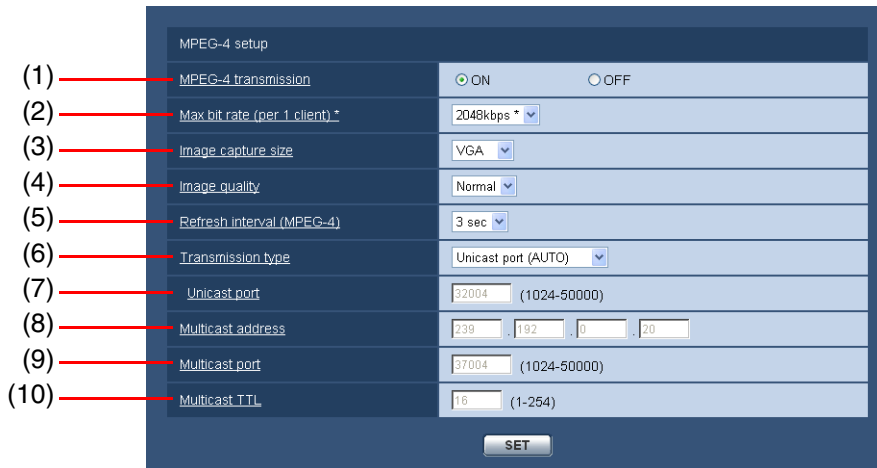 MPEG-4 setup
(1) MPEG-4 transmission ON OFF
(2) Max bit rate (per 1 client) * 2048kbps *
(3) Image capture size VGA
(4) Image quality Normal
(5) Refresh interval (MPEG-4) 3 sec
(6) Transmission type Unicast port (AUTO)
(7) Unicast port 32004 (1024-50000)
(8) Multicast address 239 . 192 . 0 . 20
(9) Multicast port 37004 (1024-50000)
(10) Multicast TTL 16 (1-254)
SET